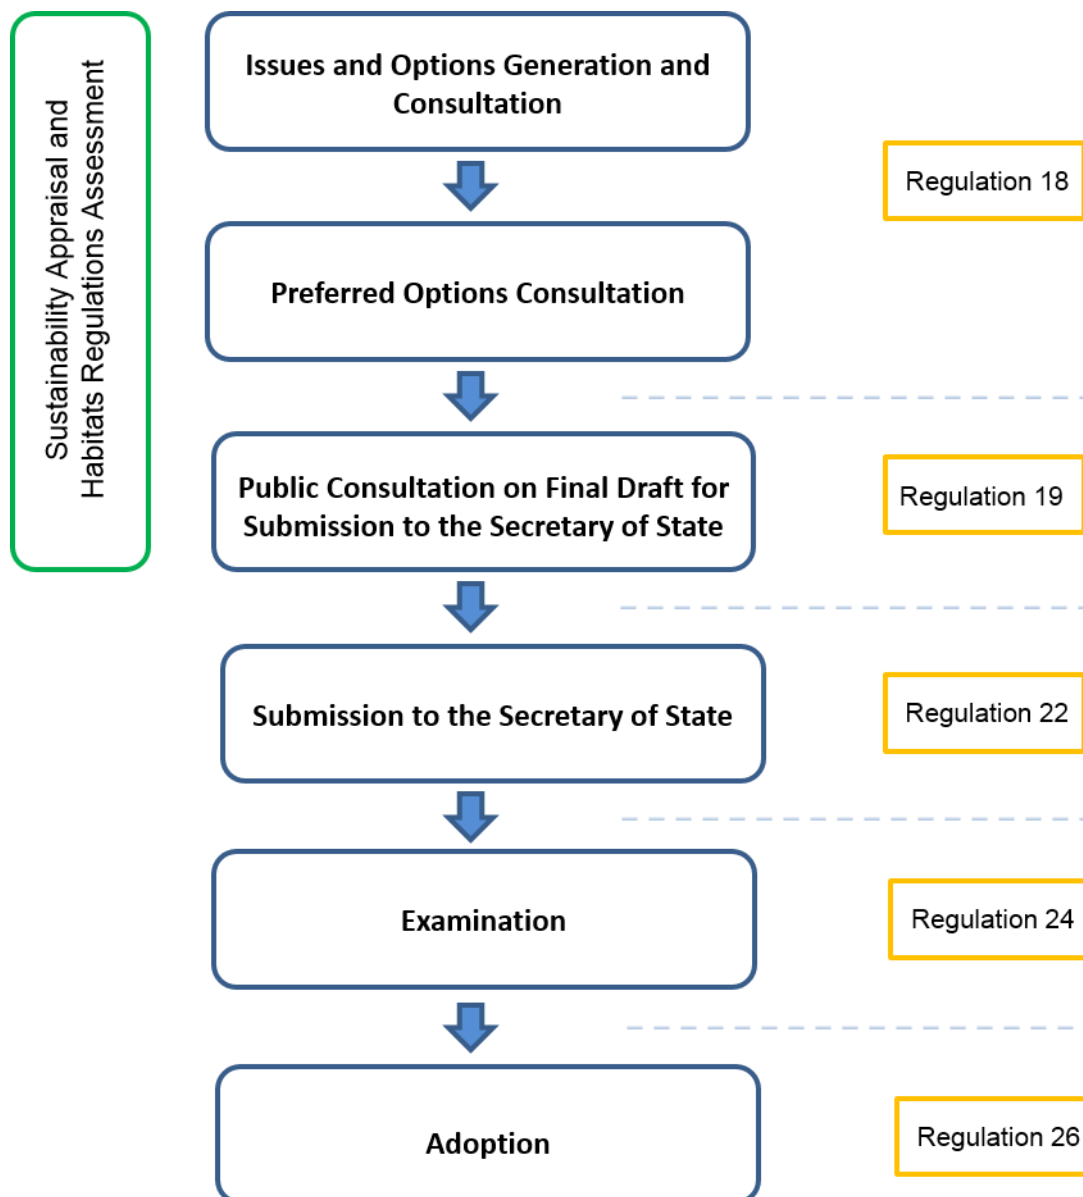 Sustainability Appraisal and
Habitats Regulations Assessment
Issues and Options Generation and
Consultation
Regulation 18
Preferred Options Consultation
Public Consultation on Final Draft for
Submission to the Secretary of State
Regulation 19
Submission to the Secretary of State
Regulation 22
Examination
Regulation 24
Adoption
Regulation 26